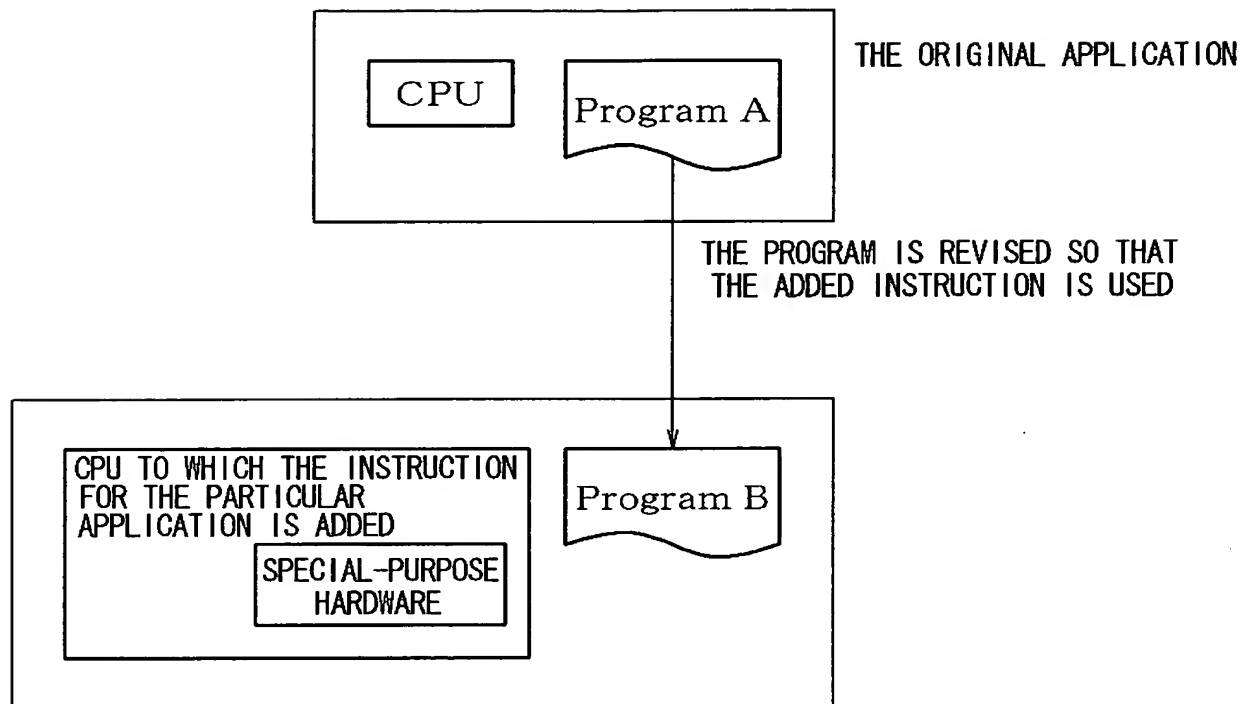 THE ORIGINAL APPLICATION
CPU
Program A
THE PROGRAM IS REVISED SO THAT
THE ADDED INSTRUCTION IS USED
CPU TO WHICH THE INSTRUCTION
FOR THE PARTICULAR
APPLICATION IS ADDED
SPECIAL-PURPOSE
HARDWARE
Program B